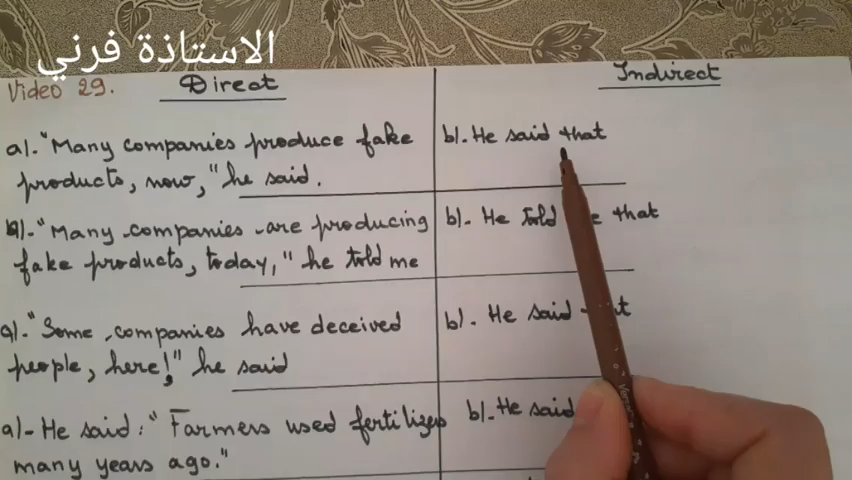 الاستاذة فرني
Video 29.
Direct
Indirect
a). "Many companies produce fake
products, now," he said.
b). He said that
a). "Many companies are producing
fake products, today," he told me
b). He told me that
a). "Some companies have deceived
people, here!" he said
b). He said that
a)- He said: "Farmers used fertilizers
many years ago."
b)- He said